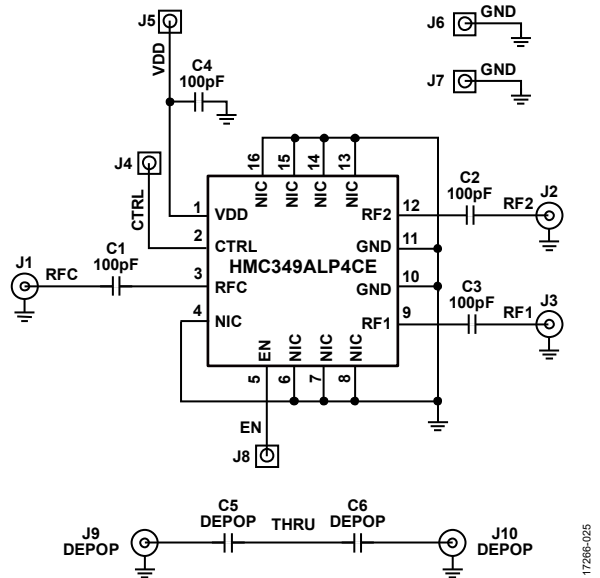 J5
VDD
C4
100pF
J6
GND
J7
GND
J4
CTRL
16
15
14
13
NIC
NIC
NIC
NIC
1
VDD
2
CTRL
3
RFC
4
NIC
HMC349ALP4CE
RF2
12
GND
11
GND
10
RF1
9
EN
NIC
NIC
NIC
5
6
7
8
C2
100pF
RF2
J2
C3
100pF
RF1
J3
J1
RFC
C1
100pF
EN
J8
J9
DEPOP
C5
DEPOP
THRU
C6
DEPOP
J10
DEPOP
17266-025